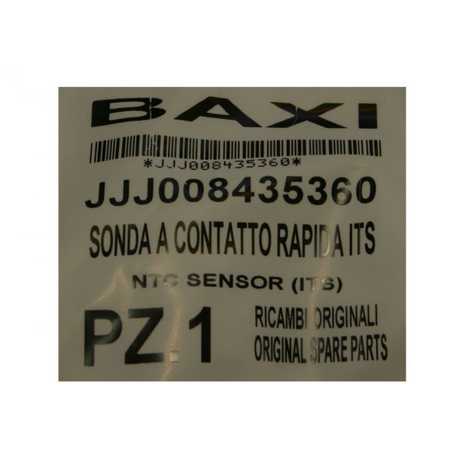 BAXI
*JJJ008435360*
JJJ008435360
SONDA A CONTATTO RAPIDA ITS
NTC SENSOR (ITS)
PZ.1
RICAMBI ORIGINALI
ORIGINAL SPARE PARTS